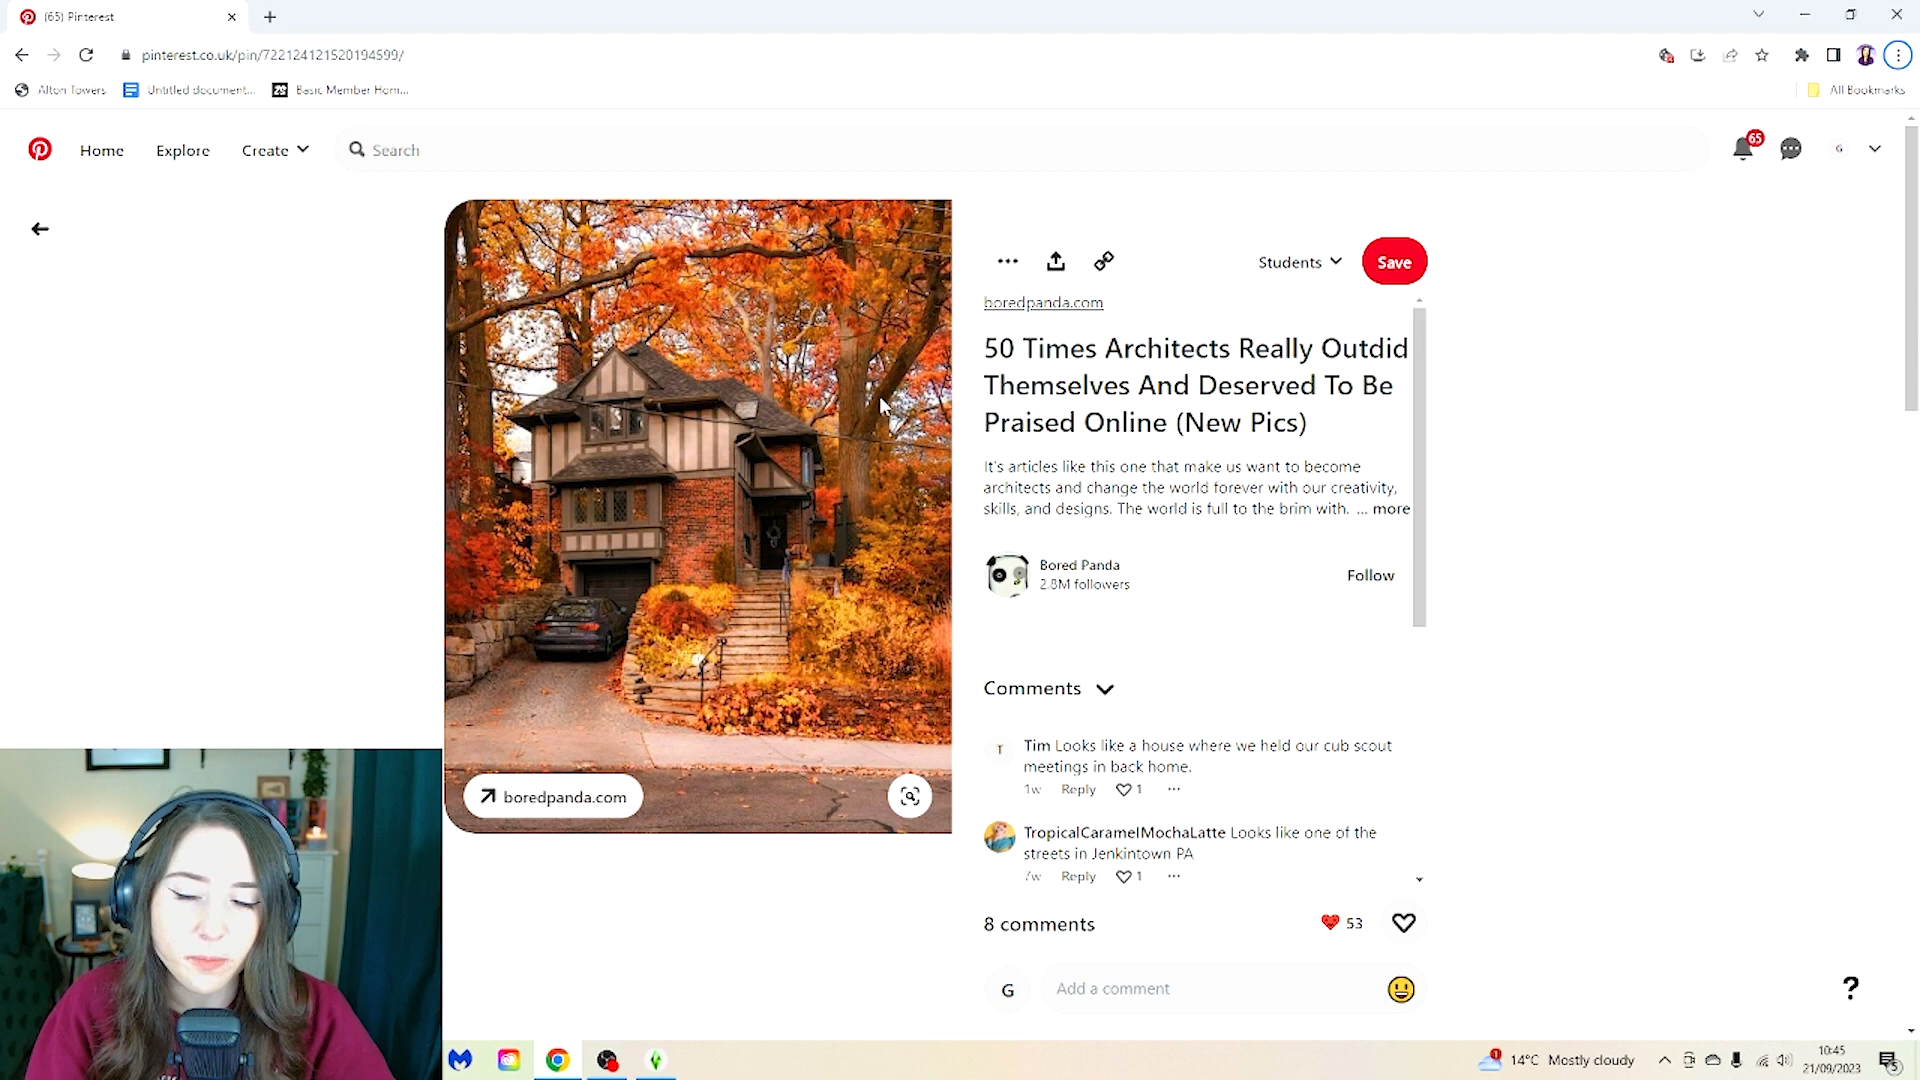 (65) Pinterest
pinterest.co.uk/pin/722124121520194599/
Alton Towers
Untitled document...
Basic Member Hom...
All Bookmarks
Home
Explore
Create
Search
65
G
Students
Save
boredpanda.com
50 Times Architects Really Outdid
Themselves And Deserved To Be
Praised Online (New Pics)
It's articles like this one that make us want to become
architects and change the world forever with our creativity,
skills, and designs. The world is full to the brim with. ... more
Bored Panda
2.8M followers
Follow
Comments
T
Tim Looks like a house where we held our cub scout
meetings in back home.
1w Reply 1 ...
TropicalCaramelMochaLatte Looks like one of the
streets in Jenkintown PA
7w Reply 1 ...
boredpanda.com
8 comments
53
G
Add a comment
?
1
14°C Mostly cloudy
10:45
21/09/2023
5